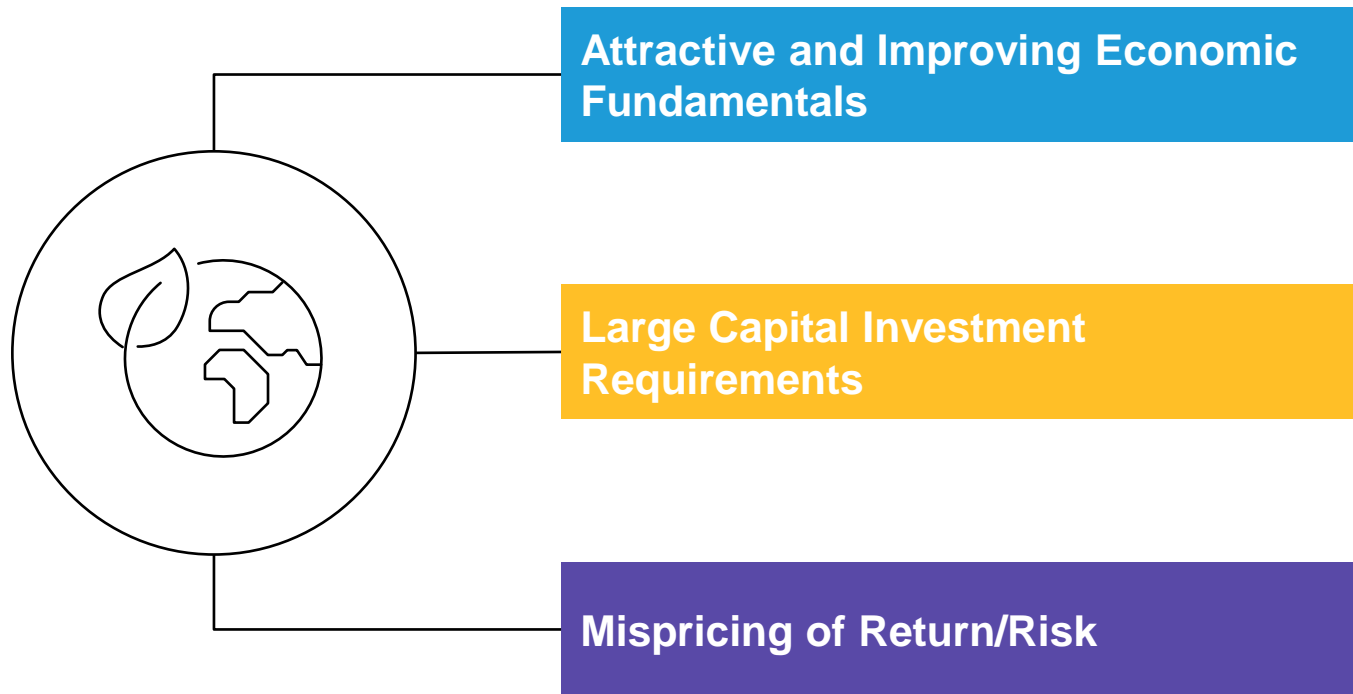 Attractive and Improving Economic
Fundamentals
Large Capital Investment
Requirements
Mispricing of Return/Risk